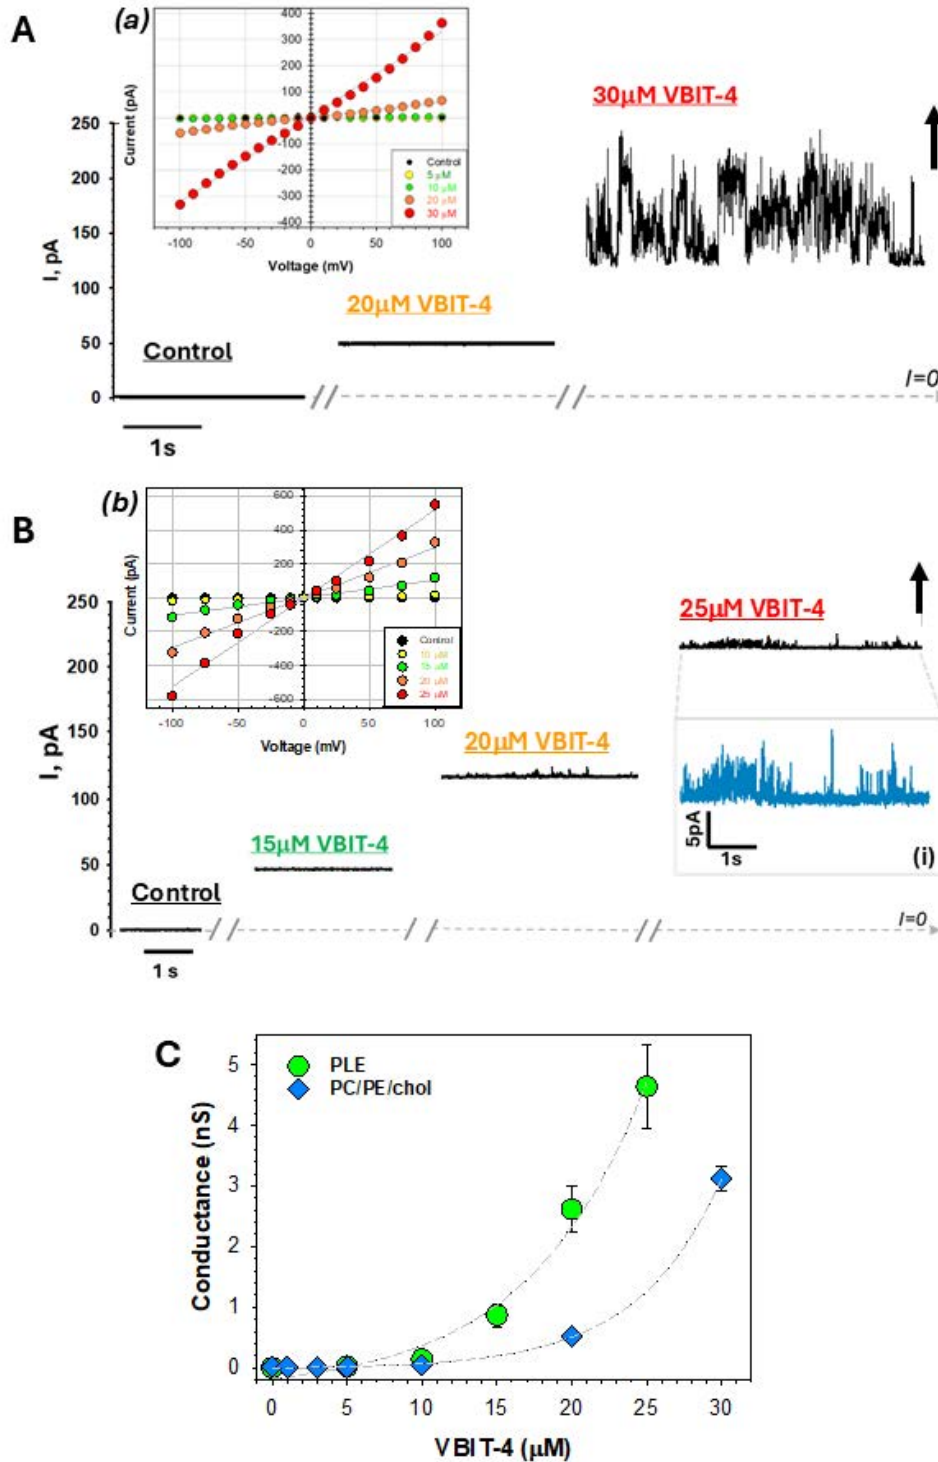 A
(a)
400
300
200
100
-100
-200
-300
-400
Current (pA)
-100 -50 0 50 100
Voltage (mV)
Control
5 μM
10 μM
20 μM
30 μM
30μM VBIT-4
250
200
150
100
50
0
I, pA
20μM VBIT-4
Control
I=0
1s
B
(b)
600
400
200
-200
-400
-600
Current (pA)
-100 -50 0 50 100
Voltage (mV)
Control
10 μM
15 μM
20 μM
25 μM
25μM VBIT-4
250
200
150
100
50
0
I, pA
20μM VBIT-4
15μM VBIT-4
Control
5pA
1s
(i)
I=0
1 s
C
PLE
PC/PE/chol
5
4
3
2
1
0
Conductance (nS)
0 5 10 15 20 25 30
VBIT-4 (μM)